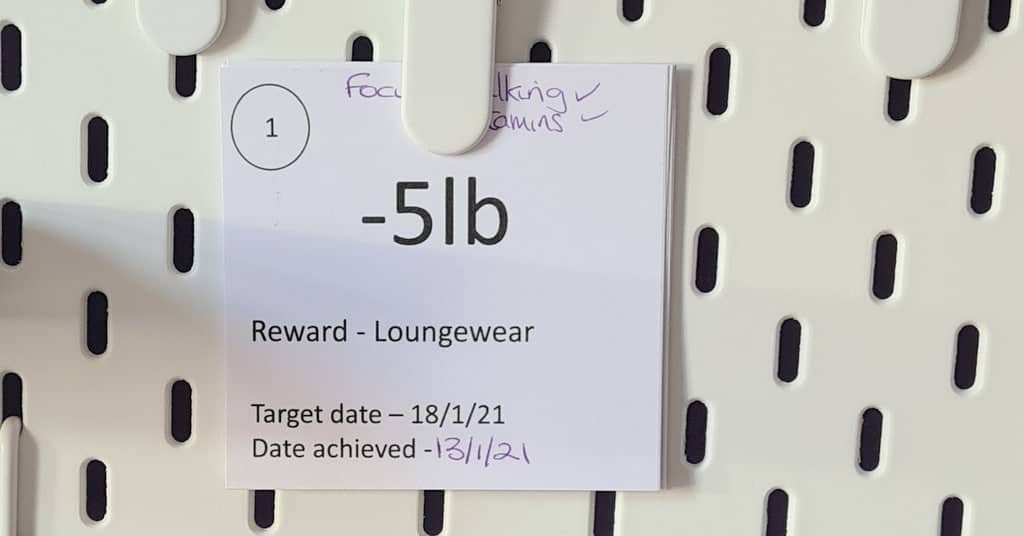 1
-5lb
Reward - Loungewear
Target date – 18/1/21
Date achieved -13/1/21